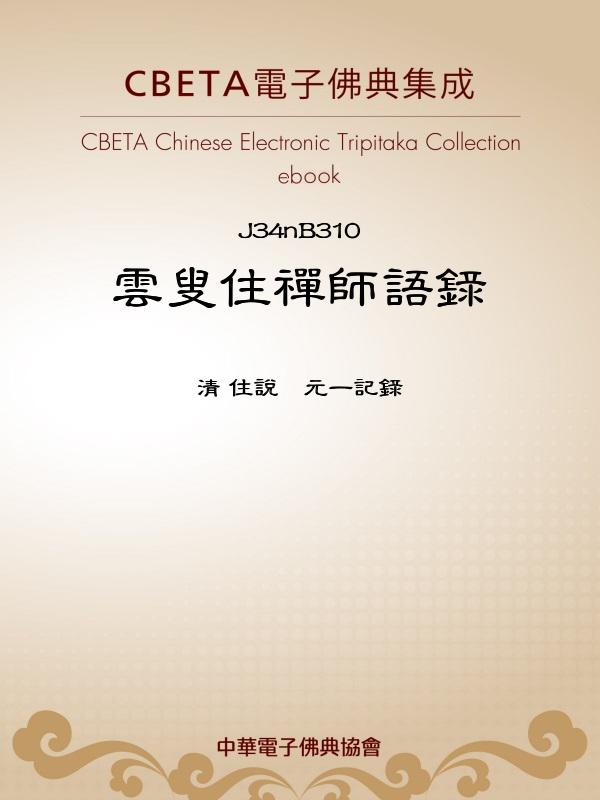 CBETA電子佛典集成
CBETA Chinese Electronic Tripitaka Collection
ebook
J34nB310
雲叟住禪師語錄
清 住說　元一記録
中華電子佛典協會